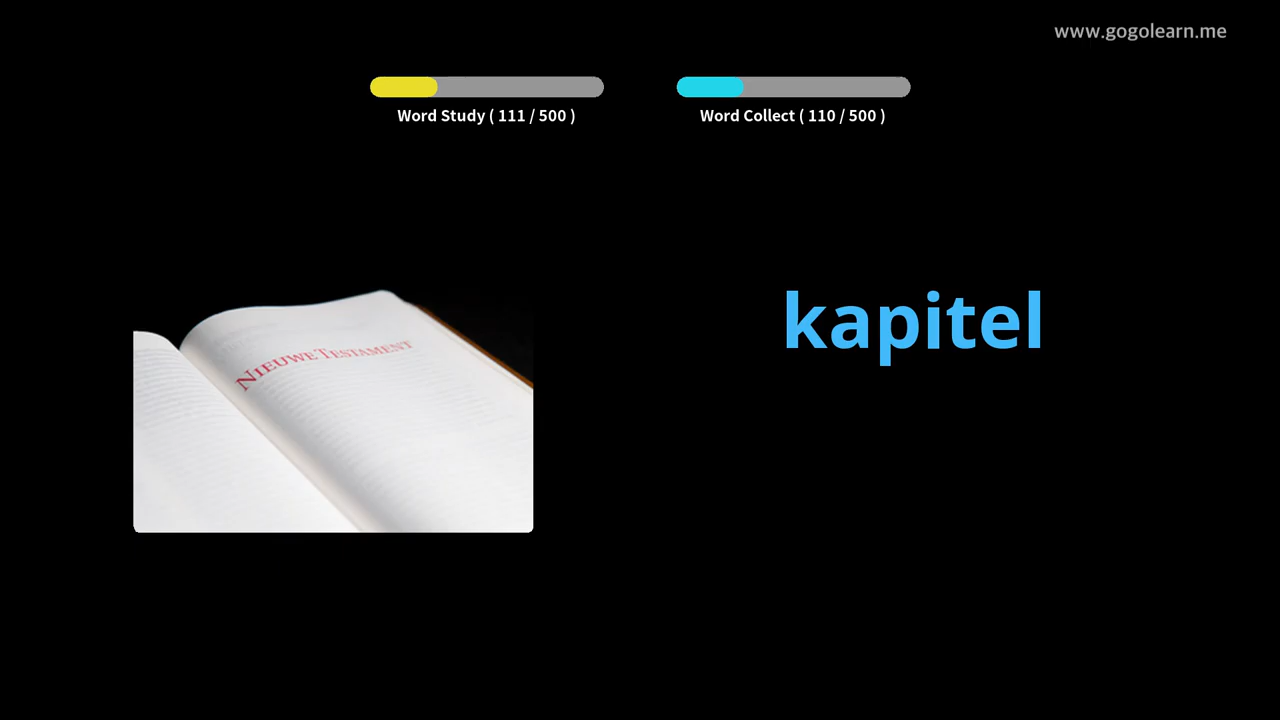 www.gogolearn.me
Word Study ( 111 / 500 )
Word Collect ( 110 / 500 )
NIEUWE TESTAMENT
kapitel